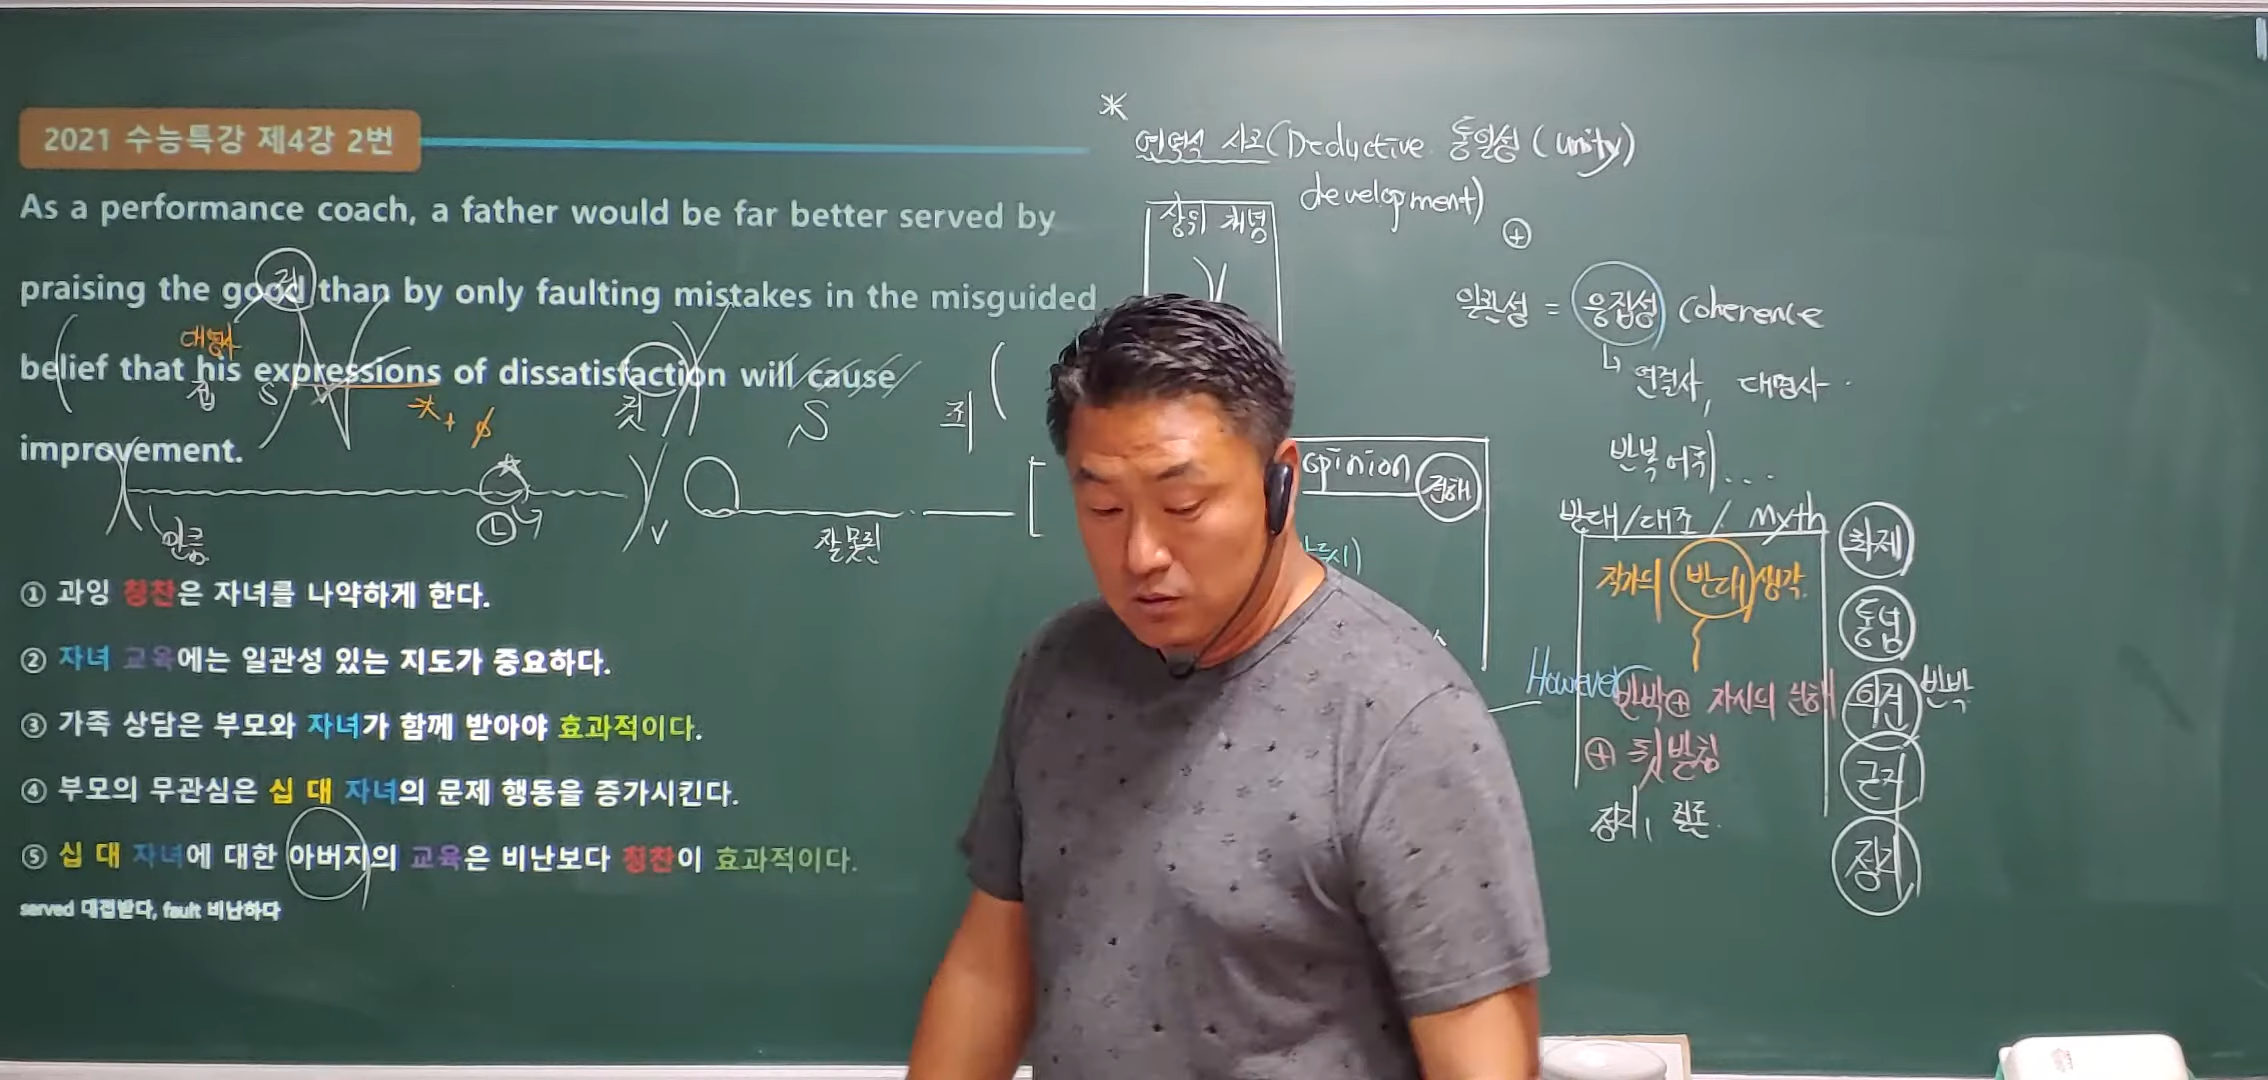 2021 수능특강 제4강 2번
As a performance coach, a father would be far better served by
praising the good than by only faulting mistakes in the misguided
belief that his expressions of dissatisfaction will cause
improvement.
대명사
접 S V
것 S
만큼
잘못된
① 과잉 칭찬은 자녀를 나약하게 한다.
② 자녀 교육에는 일관성 있는 지도가 중요하다.
③ 가족 상담은 부모와 자녀가 함께 받아야 효과적이다.
④ 부모의 무관심은 십 대 자녀의 문제 행동을 증가시킨다.
⑤ 십 대 자녀에 대한 아버지의 교육은 비난보다 칭찬이 효과적이다.
served 대접받다, fault 비난하다
연역식 사고(Deductive 통일성 (unity)
development)
일관성 = 응집성 coherence
연결사, 대명사
반복 어휘 ...
opinion 견해
반대/대조 / Myth
작가의 반대 생각
However 반박⊕ 자신의 견해
⊕ 뒷받침
정리, 결론
화제
통념
의견 반박
근거
정리